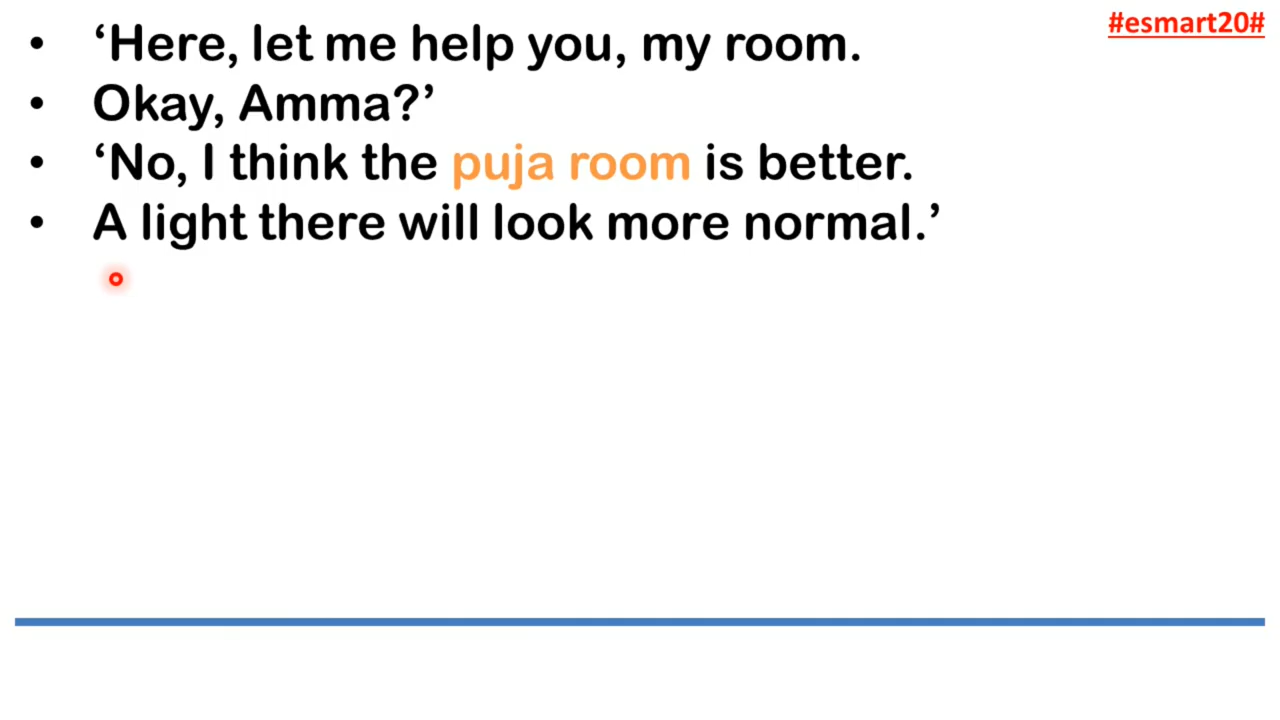 #esmart20#
• ‘Here, let me help you, my room.
• Okay, Amma?’
• ‘No, I think the puja room is better.
• A light there will look more normal.’